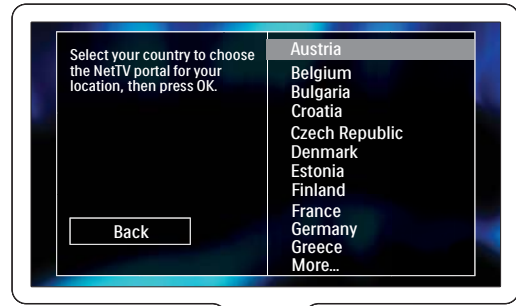 Select your country to choose
the NetTV portal for your
location, then press OK.
Back
Austria
Belgium
Bulgaria
Croatia
Czech Republic
Denmark
Estonia
Finland
France
Germany
Greece
More...